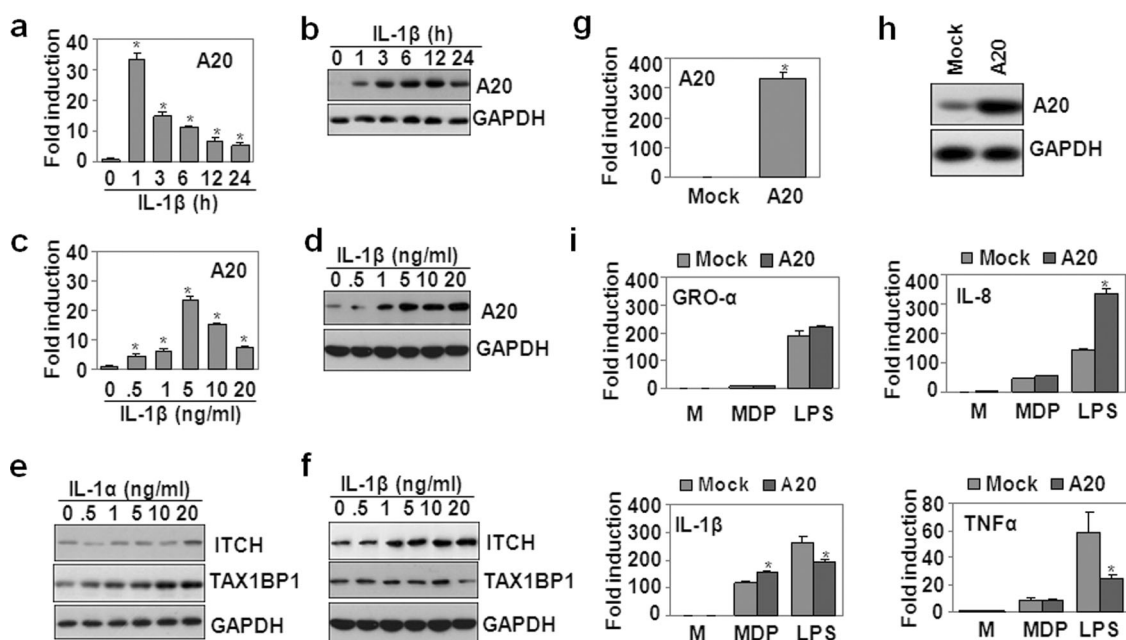 a
Fold induction
40
30
20
10
0
A20
*
*
*
*
*
0 1 3 6 12 24
IL-1β (h)
b
IL-1β (h)
0 1 3 6 12 24
A20
GAPDH
c
Fold induction
40
30
20
10
0
A20
*
*
*
*
*
0 .5 1 5 10 20
IL-1β (ng/ml)
d
IL-1β (ng/ml)
0 .5 1 5 10 20
A20
GAPDH
e
IL-1α (ng/ml)
0 .5 1 5 10 20
ITCH
TAX1BP1
GAPDH
f
IL-1β (ng/ml)
0 .5 1 5 10 20
ITCH
TAX1BP1
GAPDH
g
Fold induction
400
300
200
100
0
A20
*
Mock A20
h
Mock A20
A20
GAPDH
i
Mock A20
Fold induction
400
300
200
100
0
GRO-α
M MDP LPS
Mock A20
Fold induction
400
300
200
100
0
IL-8
*
M MDP LPS
Mock A20
Fold induction
400
300
200
100
0
IL-1β
*
*
M MDP LPS
Mock A20
Fold induction
80
60
40
20
0
TNFα
*
M MDP LPS